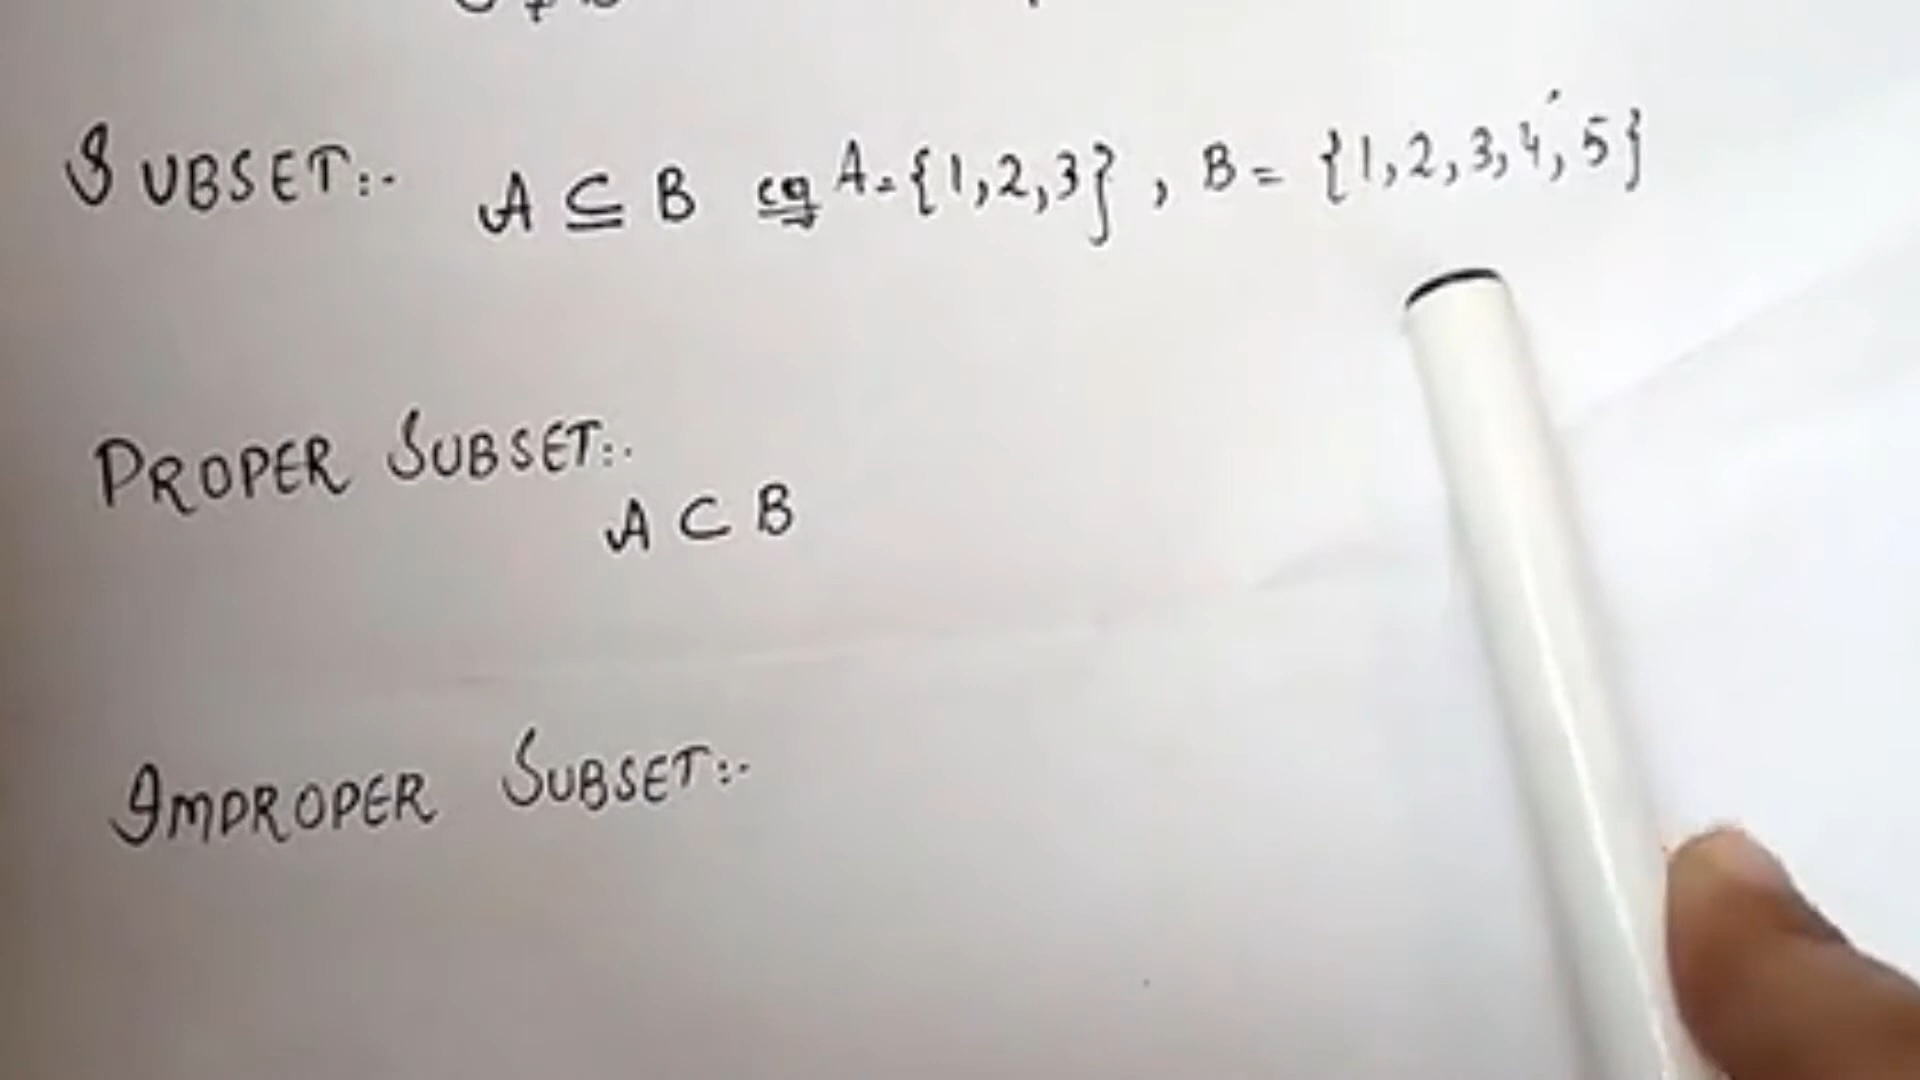 SUBSET:- A ⊆ B eg A = {1,2,3}, B = {1,2,3,4,5}
PROPER SUBSET:-
A ⊂ B
IMPROPER SUBSET:-